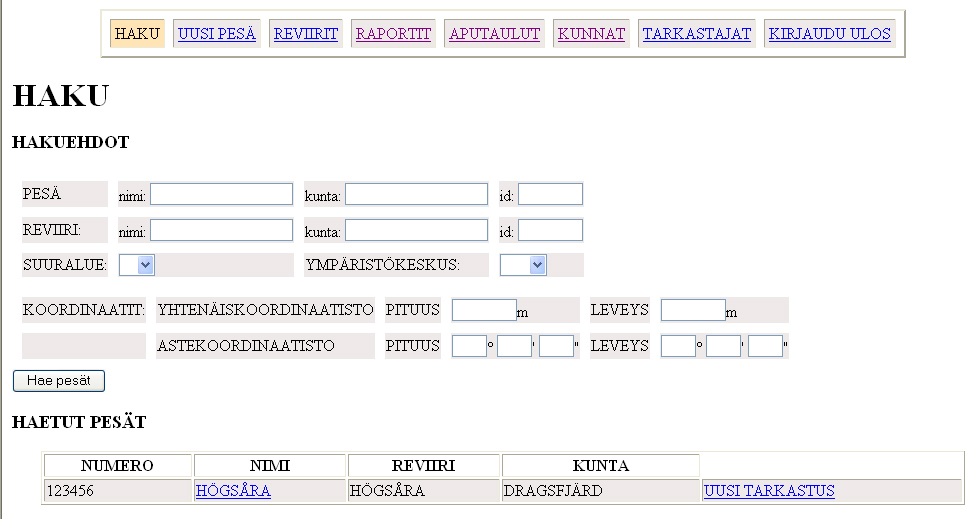 HAKU UUSI PESÄ REVIIRIT RAPORTIT APUTAULUT KUNNAT TARKASTAJAT KIRJAUDU ULOS
HAKU
HAKUEHDOT
PESÄ nimi: kunta: id:
REVIIRI: nimi: kunta: id:
SUURALUE: YMPÄRISTÖKESKUS:
KOORDINAATIT: YHTENÄISKOORDINAATISTO PITUUS m LEVEYS m
ASTEKOORDINAATISTO PITUUS ° ' " LEVEYS ° ' "
Hae pesät
HAETUT PESÄT
NUMERO NIMI REVIIRI KUNTA
123456 HÖGSÅRA HÖGSÅRA DRAGSFJÄRD UUSI TARKASTUS